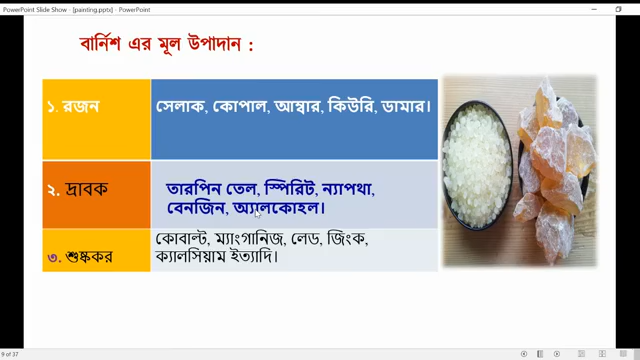 PowerPoint Slide Show - [painting.pptx] - PowerPoint
বার্নিশ এর মূল উপাদান :
১. রজন
সেলাক, কোপাল, আম্বার, কিউরি, ডামার।
২. দ্রাবক
তারপিন তেল, স্পিরিট, ন্যাপথা,
বেনজিন, অ্যালকোহল।
৩. শুষ্ককর
কোবাল্ট, ম্যাংগানিজ, লেড, জিংক,
ক্যালসিয়াম ইত্যাদি।
9 of 37